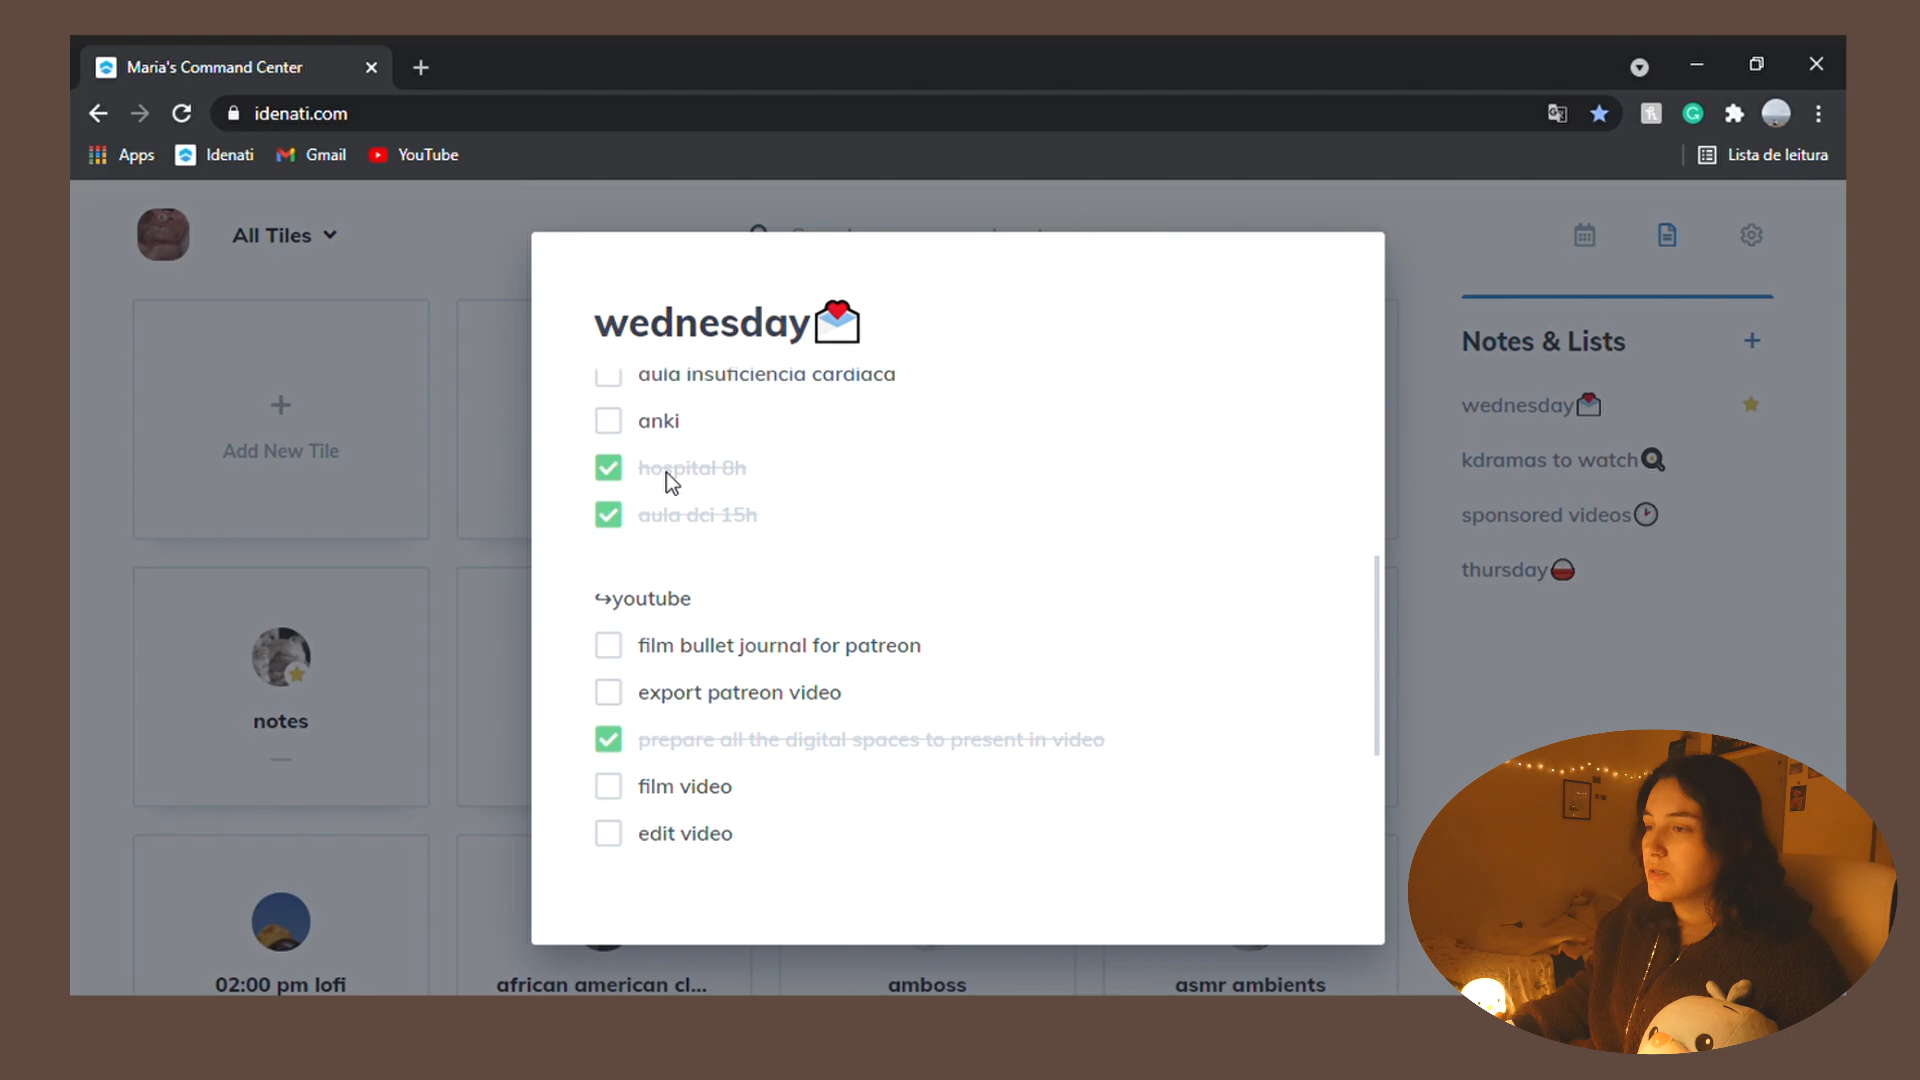 Maria's Command Center
idenati.com
Apps
Idenati
Gmail
YouTube
Lista de leitura
All Tiles
wednesday
aula insuficiencia cardiaca
anki
hospital 8h
aula dci 15h
↪youtube
film bullet journal for patreon
export patreon video
prepare all the digital spaces to present in video
film video
edit video
Notes & Lists
wednesday
kdramas to watch
sponsored videos
thursday
Add New Tile
notes
02:00 pm lofi
african american cl...
amboss
asmr ambients